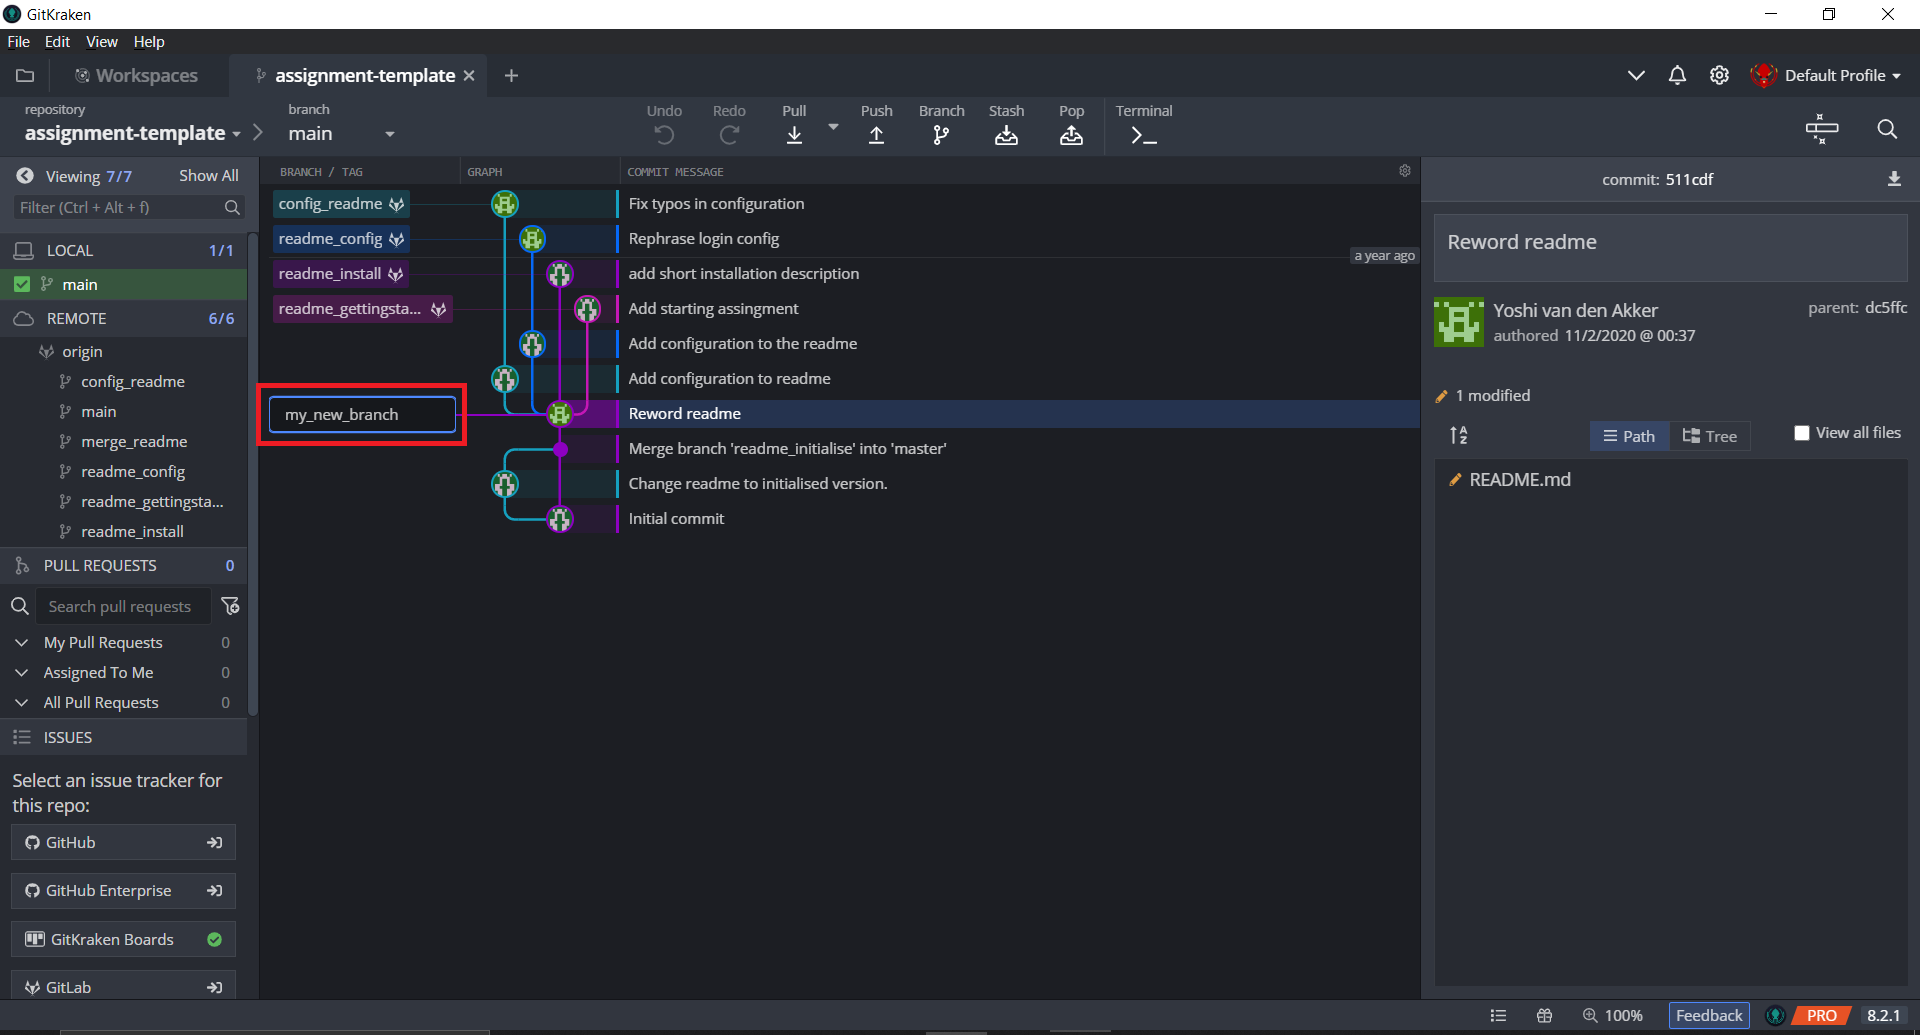 GitKraken
File Edit View Help
Workspaces
assignment-template
Default Profile
repository
assignment-template
branch
main
Undo
Redo
Pull
Push
Branch
Stash
Pop
Terminal
Viewing 7/7 Show All
Filter (Ctrl + Alt + f)
LOCAL 1/1
main
REMOTE 6/6
origin
config_readme
main
merge_readme
readme_config
readme_gettingsta...
readme_install
PULL REQUESTS 0
Search pull requests
My Pull Requests 0
Assigned To Me 0
All Pull Requests 0
ISSUES
Select an issue tracker for
this repo:
GitHub
GitHub Enterprise
GitKraken Boards
GitLab
BRANCH / TAG GRAPH COMMIT MESSAGE
config_readme Fix typos in configuration
readme_config Rephrase login config
a year ago
readme_install add short installation description
readme_gettingsta... Add starting assingment
Add configuration to the readme
Add configuration to readme
my_new_branch Reword readme
Merge branch 'readme_initialise' into 'master'
Change readme to initialised version.
Initial commit
commit: 511cdf
Reword readme
Yoshi van den Akker
authored 11/2/2020 @ 00:37
parent: dc5ffc
1 modified
A
Z
Path
Tree
View all files
README.md
100%
Feedback
PRO
8.2.1